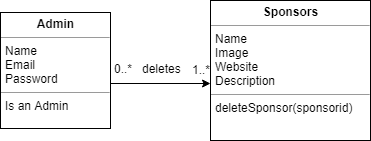 Admin
Name
Email
Password
Is an Admin
0..* deletes 1..*
Sponsors
Name
Image
Website
Description
deleteSponsor(sponsorid)